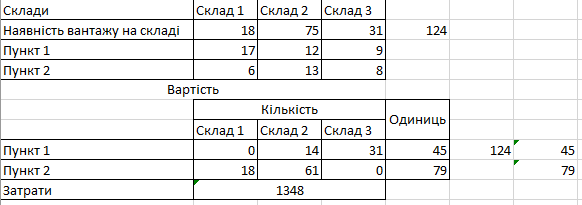 Склади Склад 1 Склад 2 Склад 3
Наявність вантажу на складі 18 75 31 124
Пункт 1 17 12 9
Пункт 2 6 13 8
Вартість
Кількість Одиниць
Склад 1 Склад 2 Склад 3
Пункт 1 0 14 31 45 124 45
Пункт 2 18 61 0 79 79
Затрати 1348